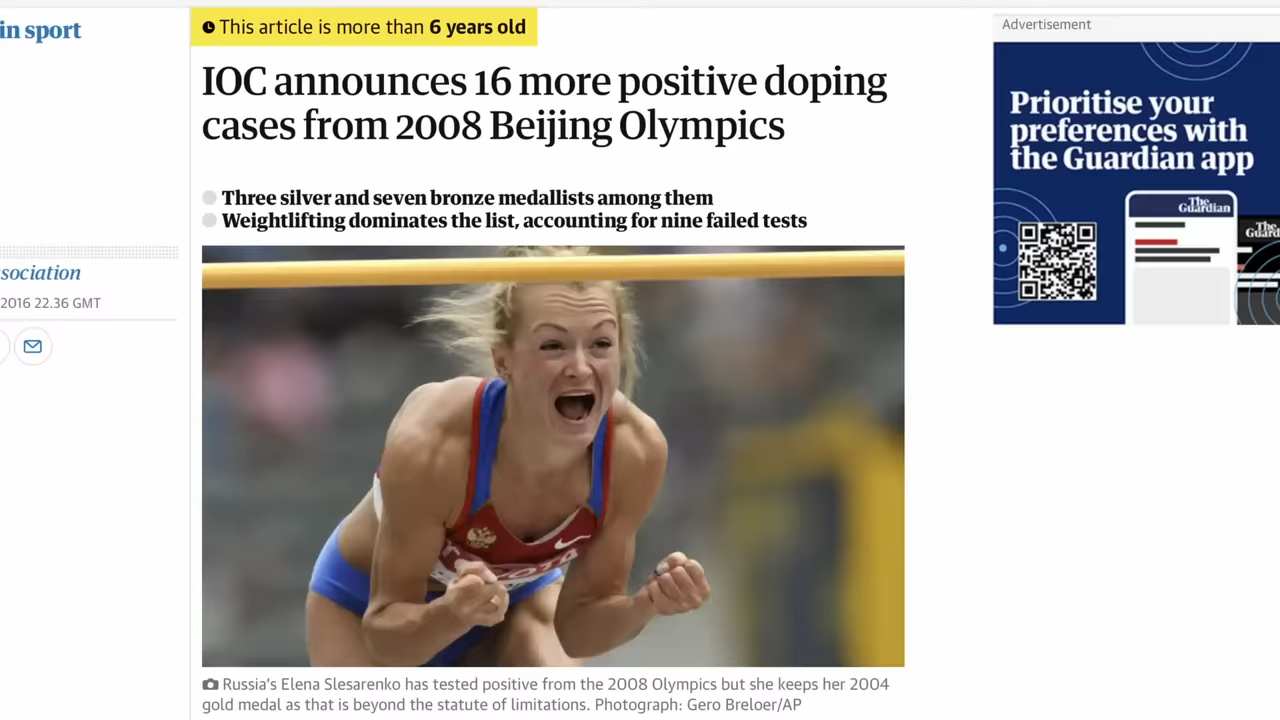 in sport
This article is more than 6 years old
IOC announces 16 more positive doping
cases from 2008 Beijing Olympics
Three silver and seven bronze medallists among them
Weightlifting dominates the list, accounting for nine failed tests
sociation
2016 22.36 GMT
Russia's Elena Slesarenko has tested positive from the 2008 Olympics but she keeps her 2004
gold medal as that is beyond the statute of limitations. Photograph: Gero Breloer/AP
Advertisement
Prioritise your
preferences with
the Guardian app
The
Guardian
The
Guard